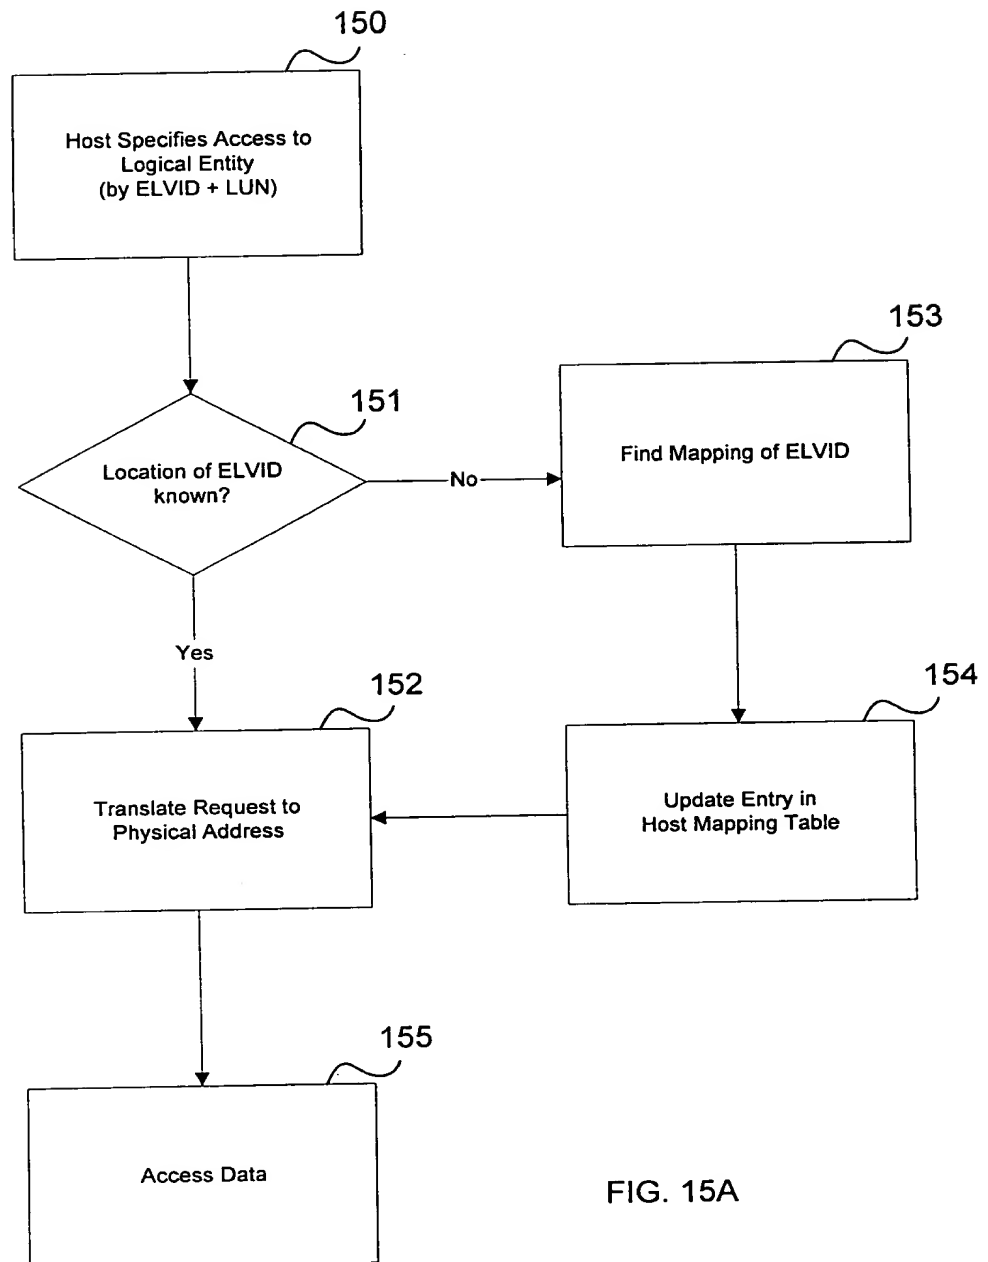 150
Host Specifies Access to
Logical Entity
(by ELVID + LUN)
151
Location of ELVID
known?
No
153
Find Mapping of ELVID
Yes
152
Translate Request to
Physical Address
154
Update Entry in
Host Mapping Table
155
Access Data
FIG. 15A